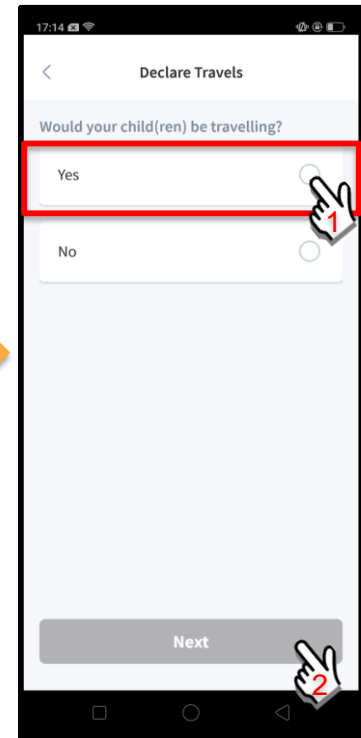 17:14
Declare Travels
Would your child(ren) be travelling?
Yes
1
No
Next
2